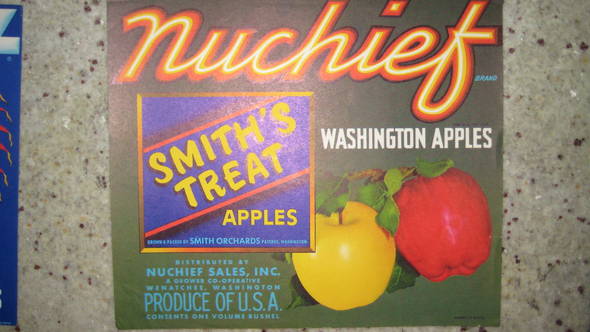 Nuchief
BRAND
WASHINGTON APPLES
SMITH'S
TREAT
APPLES
GROWN & PACKED BY SMITH ORCHARDS PATEROS, WASHINGTON
DISTRIBUTED BY
NUCHIEF SALES, INC.
A GROWER CO-OPERATIVE
WENATCHEE, WASHINGTON
PRODUCE OF U.S.A.
CONTENTS ONE VOLUME BUSHEL